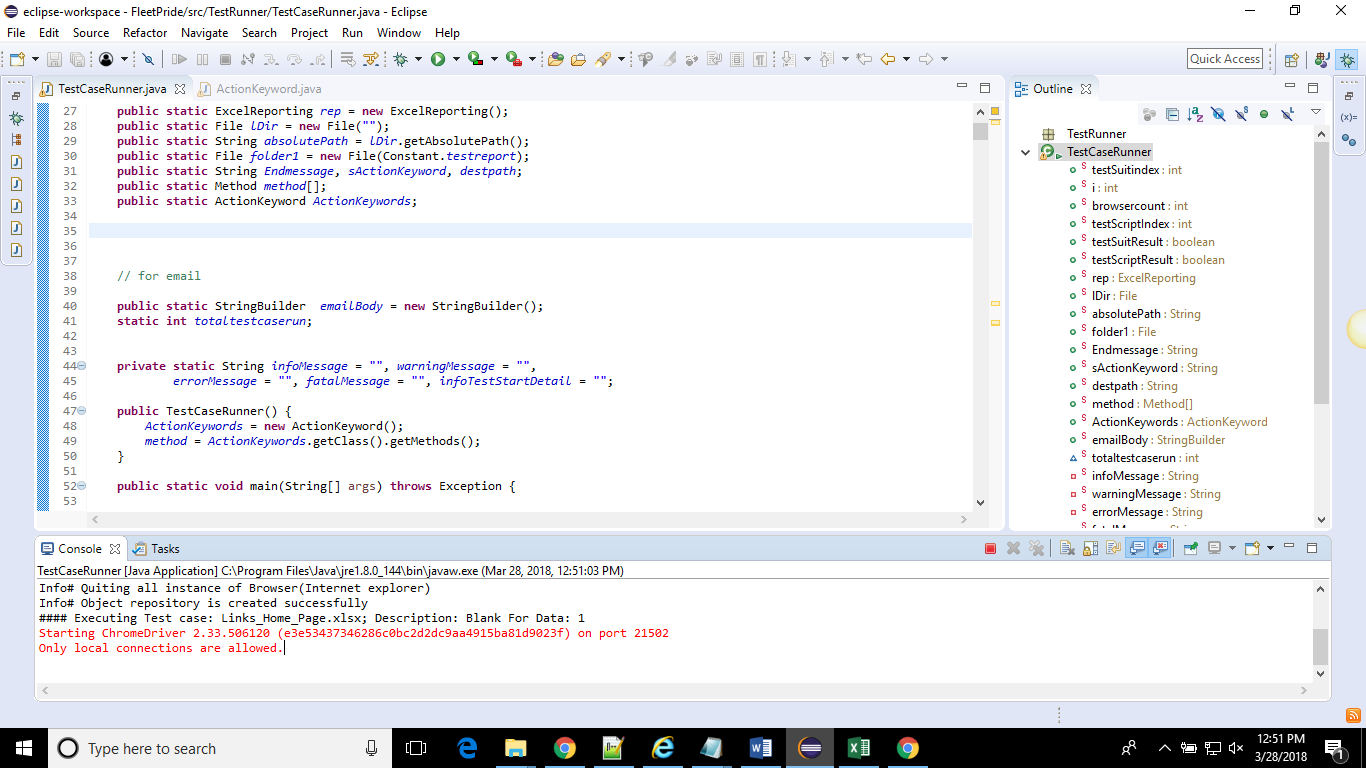 eclipse-workspace - FleetPride/src/TestRunner/TestCaseRunner.java - Eclipse
File Edit Source Refactor Navigate Search Project Run Window Help
Quick Access
TestCaseRunner.java ActionKeyword.java
27 public static ExcelReporting rep = new ExcelReporting();
28 public static File lDir = new File("");
29 public static String absolutePath = lDir.getAbsolutePath();
30 public static File folder1 = new File(Constant.testreport);
31 public static String Endmessage, sActionKeyword, destpath;
32 public static Method method[];
33 public static ActionKeyword ActionKeywords;
34
35
36
37
38 // for email
39
40 public static StringBuilder  emailBody = new StringBuilder();
41 static int totaltestcaserun;
42
43
44 private static String infoMessage = "", warningMessage = "",
45 errorMessage = "", fatalMessage = "", infoTestStartDetail = "";
46
47 public TestCaseRunner() {
48 ActionKeywords = new ActionKeyword();
49 method = ActionKeywords.getClass().getMethods();
50 }
51
52 public static void main(String[] args) throws Exception {
53
Outline
TestRunner
TestCaseRunner
testSuitindex : int
i : int
browsercount : int
testScriptIndex : int
testSuitResult : boolean
testScriptResult : boolean
rep : ExcelReporting
lDir : File
absolutePath : String
folder1 : File
Endmessage : String
sActionKeyword : String
destpath : String
method : Method[]
ActionKeywords : ActionKeyword
emailBody : StringBuilder
totaltestcaserun : int
infoMessage : String
warningMessage : String
errorMessage : String
Console Tasks
TestCaseRunner [Java Application] C:\Program Files\Java\jre1.8.0_144\bin\javaw.exe (Mar 28, 2018, 12:51:03 PM)
Info# Quiting all instance of Browser(Internet explorer)
Info# Object repository is created successfully
#### Executing Test case: Links_Home_Page.xlsx; Description: Blank For Data: 1
Starting ChromeDriver 2.33.506120 (e3e53437346286c0bc2d2dc9aa4915ba81d9023f) on port 21502
Only local connections are allowed.
Type here to search
12:51 PM
3/28/2018
1